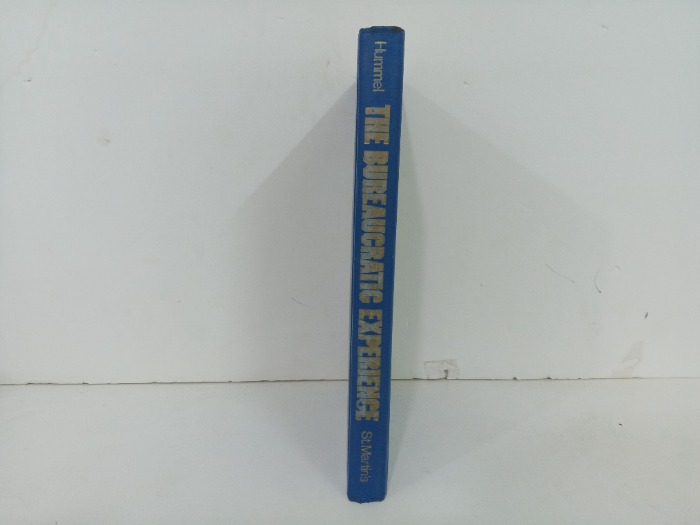 Hummel
THE BUREAUCRATIC EXPERIENCE
St. Martin's